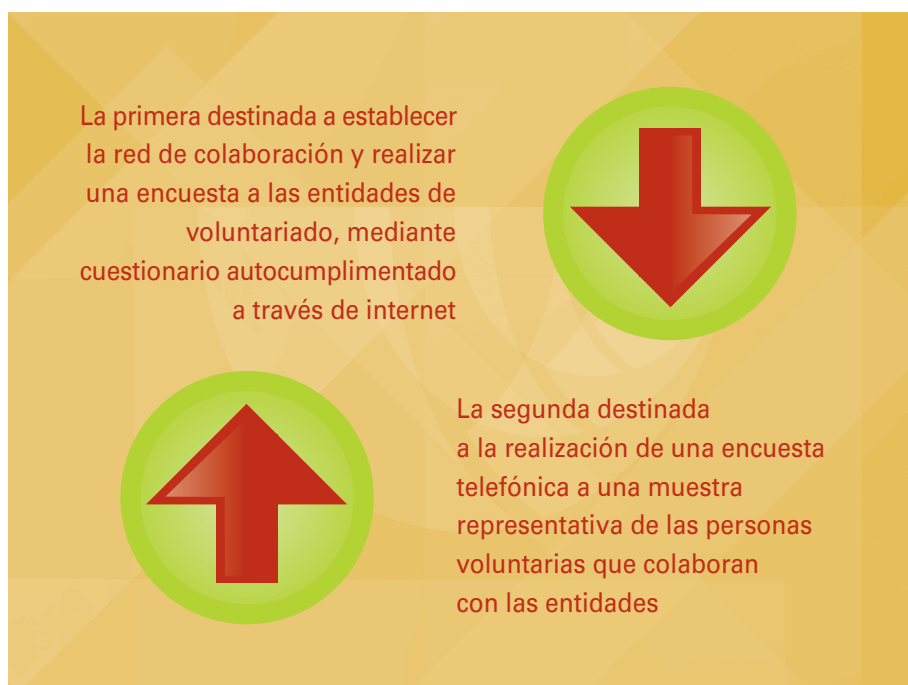 La primera destinada a establecer
la red de colaboración y realizar
una encuesta a las entidades de
voluntariado, mediante
cuestionario autocumplimentado
a través de internet
La segunda destinada
a la realización de una encuesta
telefónica a una muestra
representativa de las personas
voluntarias que colaboran
con las entidades